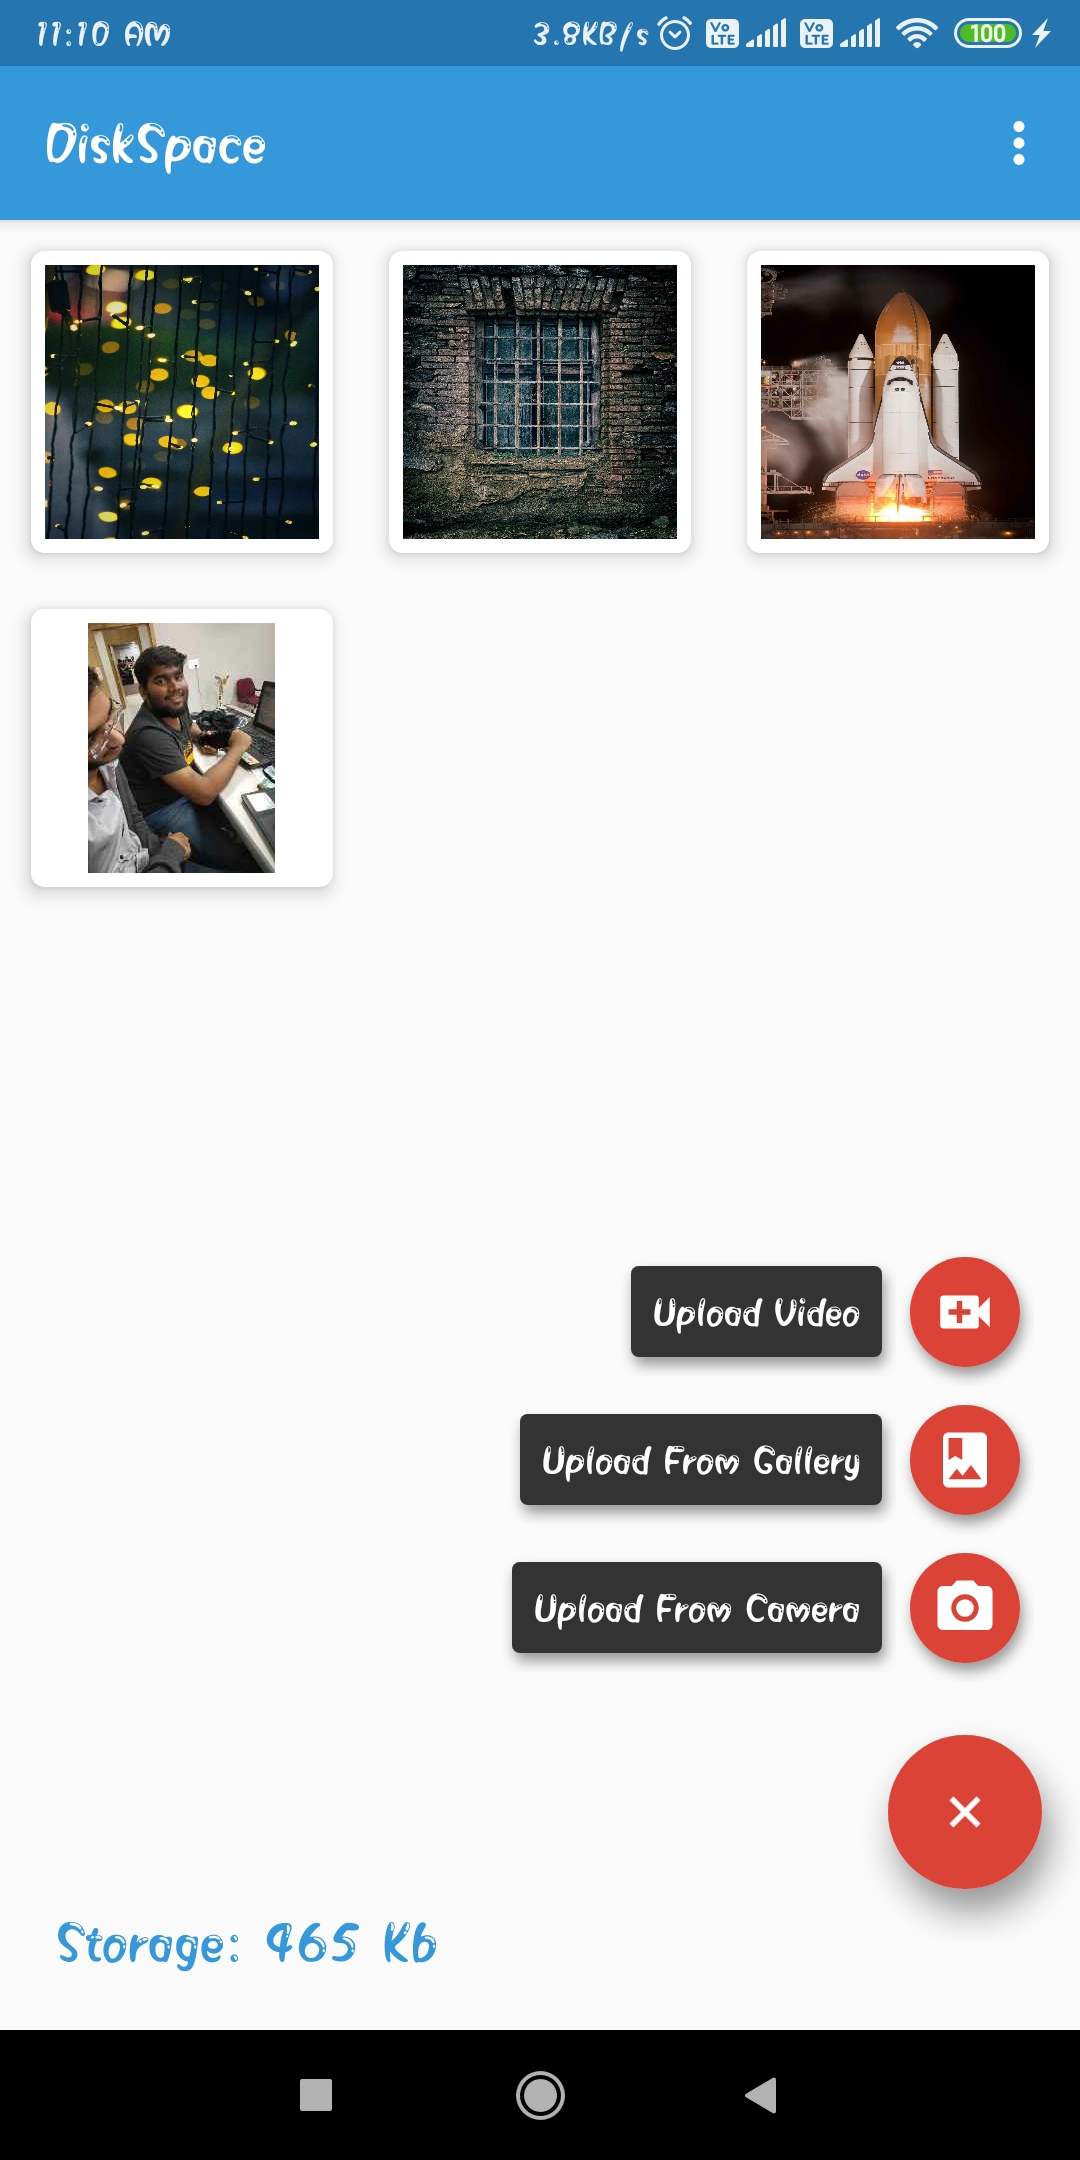 11:10 AM 3.8KB/s Vo LTE Vo LTE 100
DiskSpace
Upload Video
Upload From Gallery
Upload From Camera
Storage: 465 Kb